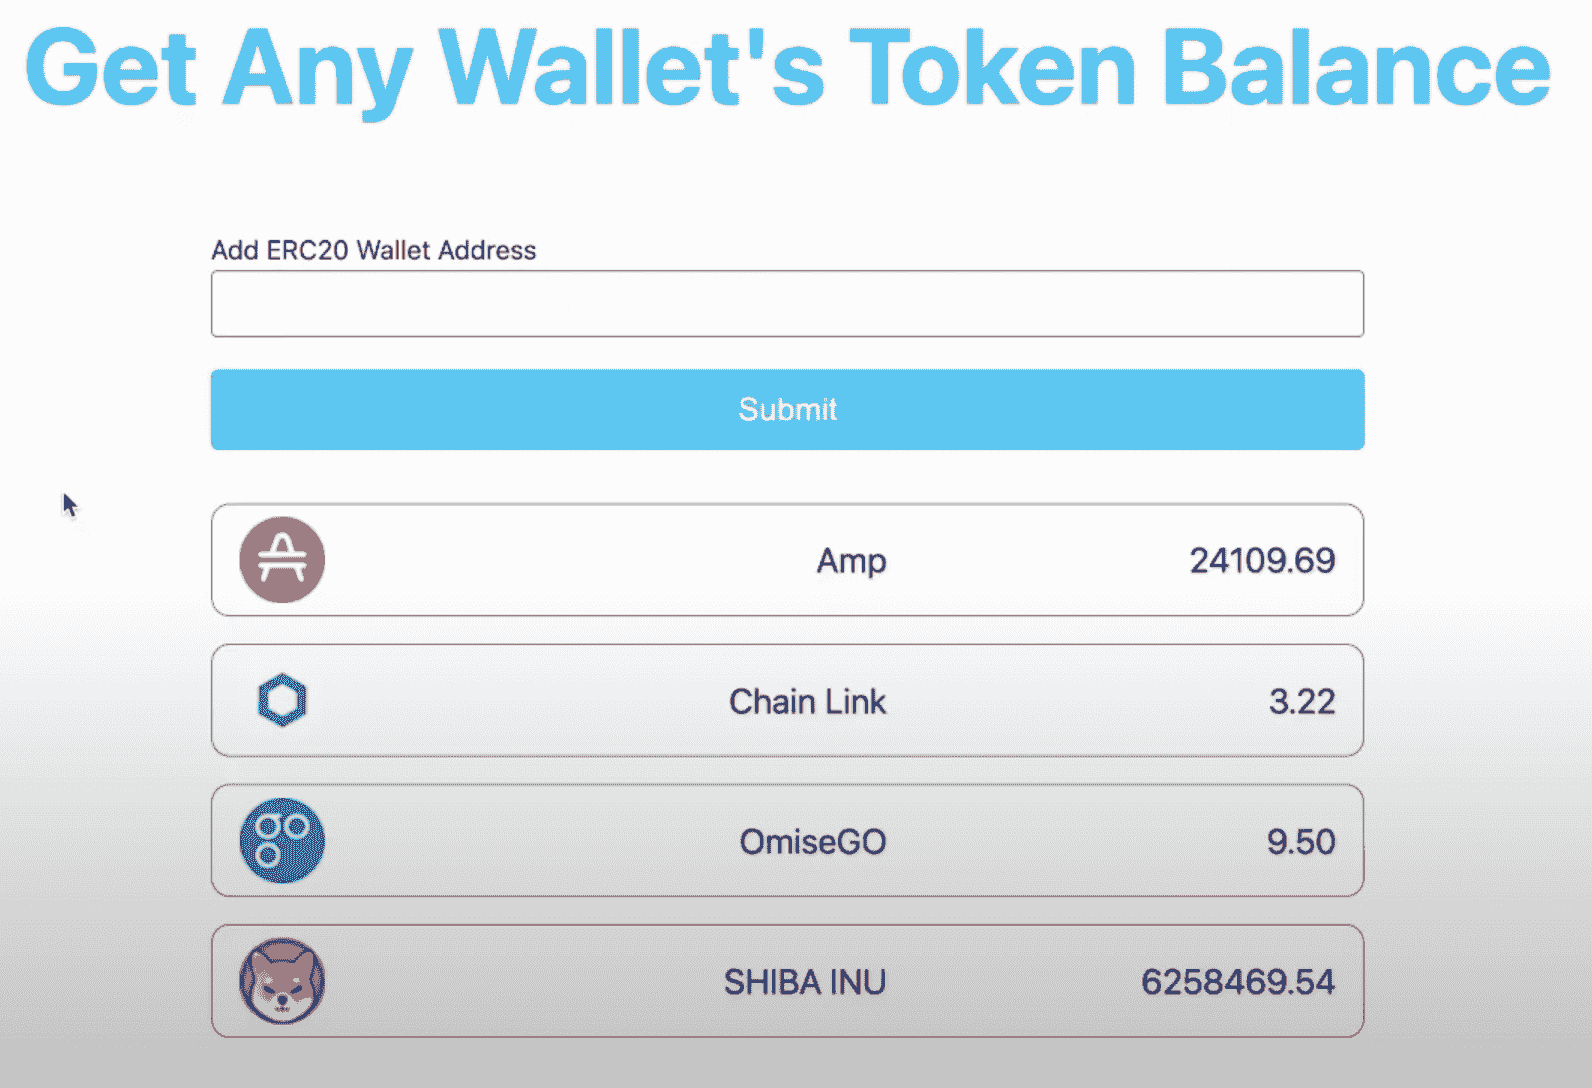 Get Any Wallet's Token Balance
Add ERC20 Wallet Address
Submit
Amp 24109.69
Chain Link 3.22
OmiseGO 9.50
SHIBA INU 6258469.54